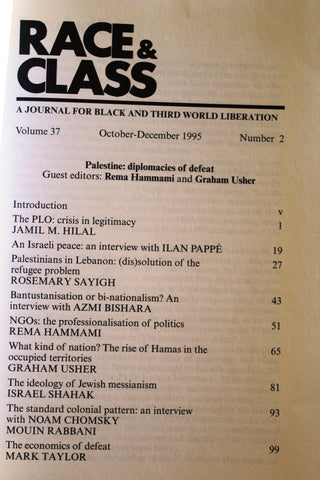 RACE &
CLASS
A JOURNAL FOR BLACK AND THIRD WORLD LIBERATION
Volume 37 October-December 1995 Number 2
Palestine: diplomacies of defeat
Guest editors: Rema Hammami and Graham Usher
Introduction v
The PLO: crisis in legitimacy 1
JAMIL M. HILAL
An Israeli peace: an interview with ILAN PAPPÉ 19
Palestinians in Lebanon: (dis)solution of the 27
refugee problem
ROSEMARY SAYIGH
Bantustanisation or bi-nationalism? An 43
interview with AZMI BISHARA
NGOs: the professionalisation of politics 51
REMA HAMMAMI
What kind of nation? The rise of Hamas in the 65
occupied territories
GRAHAM USHER
The ideology of Jewish messianism 81
ISRAEL SHAHAK
The standard colonial pattern: an interview 93
with NOAM CHOMSKY
MOUIN RABBANI
The economics of defeat 99
MARK TAYLOR